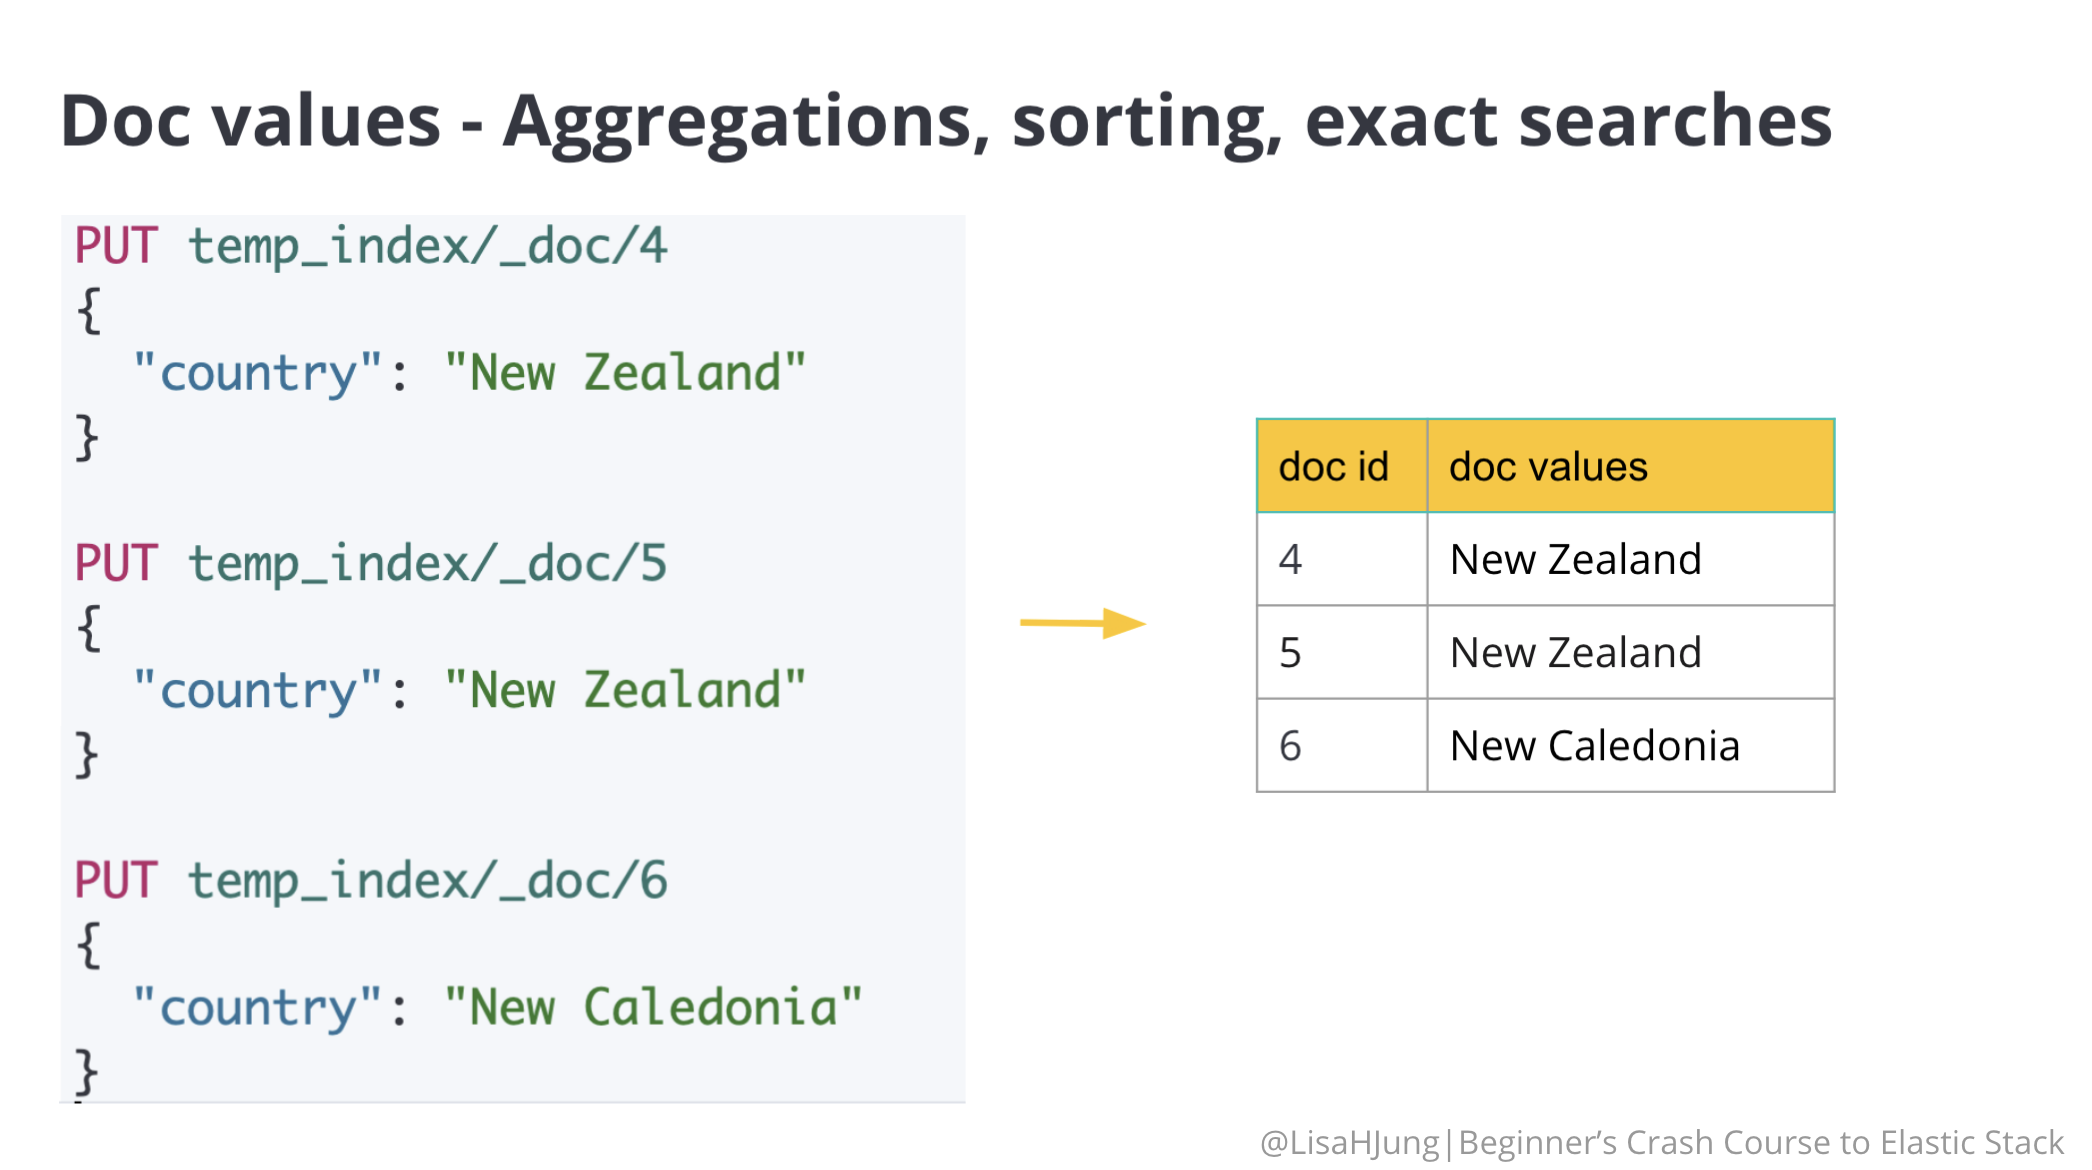 Doc values - Aggregations, sorting, exact searches
PUT temp_index/_doc/4
{
"country": "New Zealand"
}
PUT temp_index/_doc/5
{
"country": "New Zealand"
}
PUT temp_index/_doc/6
{
"country": "New Caledonia"
}
doc id doc values
4 New Zealand
5 New Zealand
6 New Caledonia
@LisaHJung|Beginner’s Crash Course to Elastic Stack